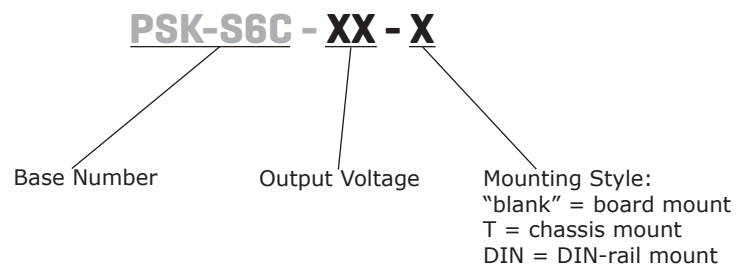 PSK-S6C - XX - X
Base Number
Output Voltage
Mounting Style:
“blank” = board mount
T = chassis mount
DIN = DIN-rail mount